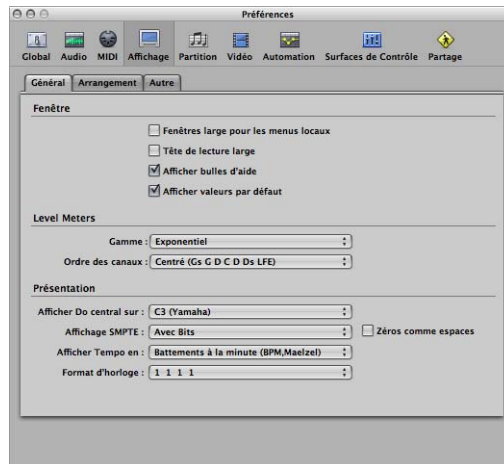 Préférences
Global Audio MIDI Affichage Partition Vidéo Automation Surfaces de Contrôle Partage
Général Arrangement Autre
Fenêtre
Fenêtres large pour les menus locaux
Tête de lecture large
Afficher bulles d'aide
Afficher valeurs par défaut
Level Meters
Gamme : Exponentiel
Ordre des canaux : Centré (Gs G D C D Ds LFE)
Présentation
Afficher Do central sur : C3 (Yamaha)
Affichage SMPTE : Avec Bits Zéros comme espaces
Afficher Tempo en : Battements à la minute (BPM,Maelzel)
Format d'horloge : 1 1 1 1